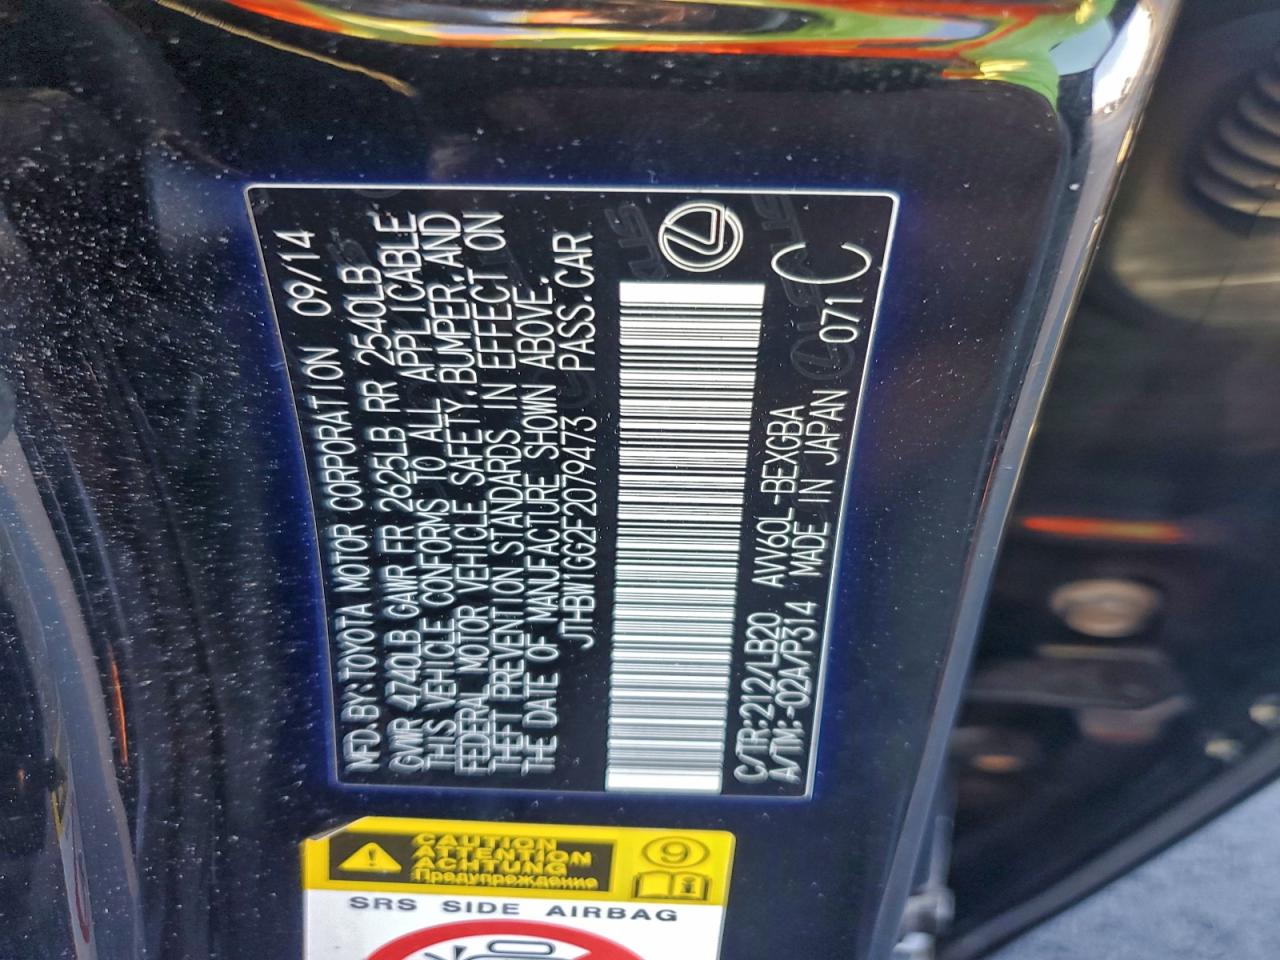 MFD.BY:TOYOTA MOTOR CORPORATION 09/14
GVWR 4740LB GAWR FR 2625LB RR 2540LB
THIS VEHICLE CONFORMS TO ALL APPLICABLE
FEDERAL MOTOR VEHICLE SAFETY,BUMPER,AND
THEFT PREVENTION STANDARDS IN EFFECT ON
THE DATE OF MANUFACTURE SHOWN ABOVE.
JTHBW1GG2F2079473 PASS.CAR
C/TR:212/LB20 AVV60L-BEXGBA
A/TM:-02A/P314 MADE IN JAPAN 071 C
CAUTION
ATTENTION
ACHTUNG
Предупреждение
9
i
SRS SIDE AIRBAG